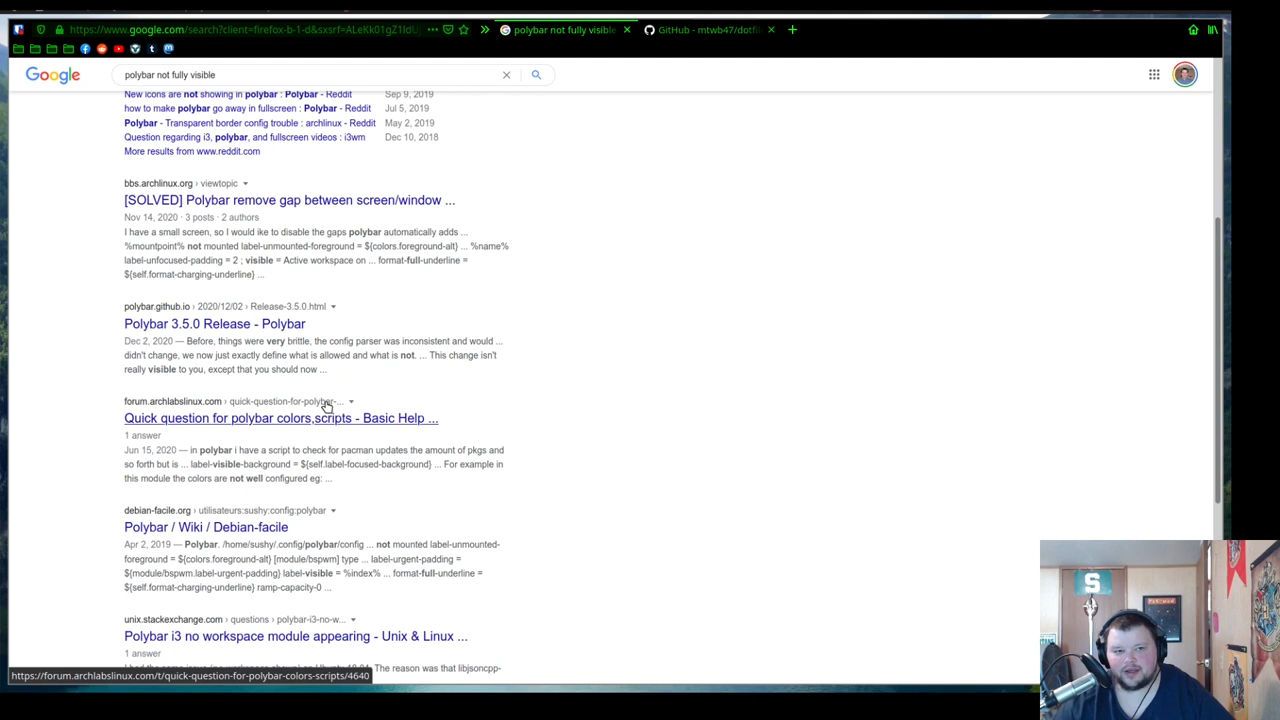 https://www.google.com/search?client=firefox-b-1-d&sxsrf=ALeKk01gZ1IdU
polybar not fully visible
GitHub - mtwb47/dotfil
Google
polybar not fully visible
New icons are not showing in polybar : Polybar - Reddit Sep 9, 2019
how to make polybar go away in fullscreen : Polybar - Reddit Jul 5, 2019
Polybar - Transparent border config trouble : archlinux - Reddit May 2, 2019
Question regarding i3, polybar, and fullscreen videos : i3wm Dec 10, 2018
More results from www.reddit.com
bbs.archlinux.org › viewtopic
[SOLVED] Polybar remove gap between screen/window ...
Nov 14, 2020 · 3 posts · 2 authors
I have a small screen, so I would like to disable the gaps polybar automatically adds ...
%mountpoint% not mounted label-unmounted-foreground = ${colors.foreground-alt} ... %name%
label-unfocused-padding = 2 ; visible = Active workspace on ... format-full-underline =
${self.format-charging-underline} ...
polybar.github.io › 2020/12/02 › Release-3.5.0.html
Polybar 3.5.0 Release - Polybar
Dec 2, 2020 — Before, things were very brittle, the config parser was inconsistent and would ...
didn't change, we now just exactly define what is allowed and what is not. ... This change isn't
really visible to you, except that you should now ...
forum.archlabslinux.com › quick-question-for-polybar-...
Quick question for polybar colors,scripts - Basic Help ...
1 answer
Jun 15, 2020 — in polybar i have a script to check for pacman updates the amount of pkgs and
so forth but is ... label-visible-background = ${self.label-focused-background} ... For example in
this module the colors are not well configured eg: ...
debian-facile.org › utilisateurs:sushy:config:polybar
Polybar / Wiki / Debian-facile
Apr 2, 2019 — Polybar. /home/sushy/.config/polybar/config ... not mounted label-unmounted-
foreground = ${colors.foreground-alt} [module/bspwm] type ... label-urgent-padding =
${module/bspwm.label-urgent-padding} label-visible = %index% ... format-full-underline =
${self.format-charging-underline} ramp-capacity-0 ...
unix.stackexchange.com › questions › polybar-i3-no-w...
Polybar i3 no workspace module appearing - Unix & Linux ...
1 answer
https://forum.archlabslinux.com/t/quick-question-for-polybar-colors-scripts/4640
S